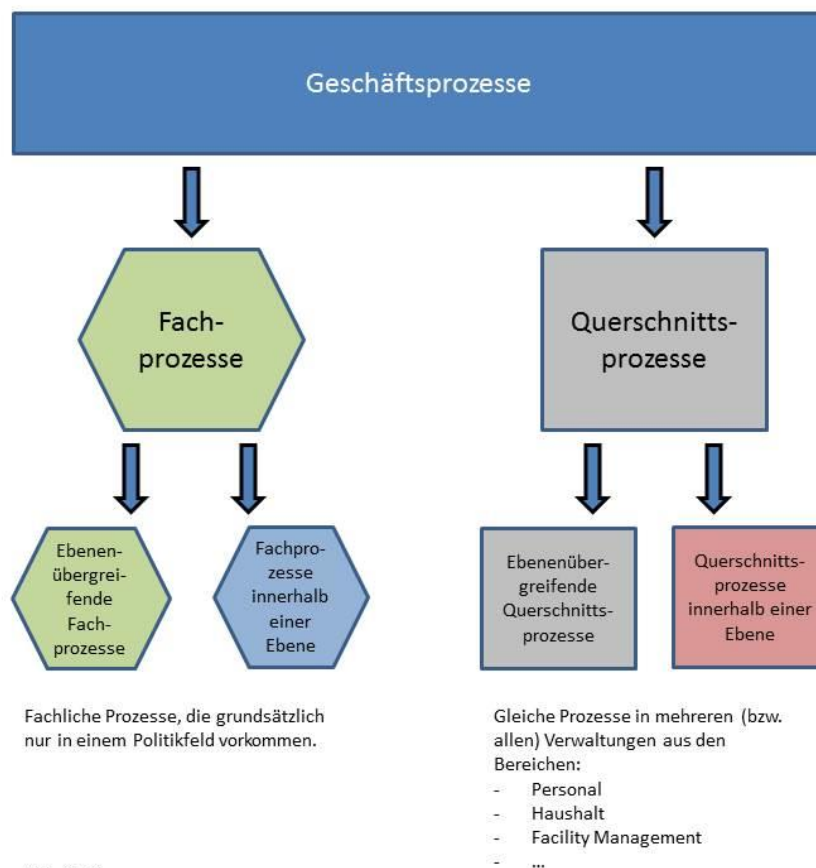 Geschäftsprozesse
Fach-
prozesse
Querschnitts-
prozesse
Ebenen-
übergrei-
fende
Fach-
prozesse
Fachpro-
zesse
innerhalb
einer
Ebene
Ebenenüber-
greifende
Querschnitts-
prozesse
Querschnitts-
prozesse
innerhalb einer
Ebene
Fachliche Prozesse, die grundsätzlich
nur in einem Politikfeld vorkommen.
Gleiche Prozesse in mehreren (bzw.
allen) Verwaltungen aus den
Bereichen:
- Personal
- Haushalt
- Facility Management
- ...